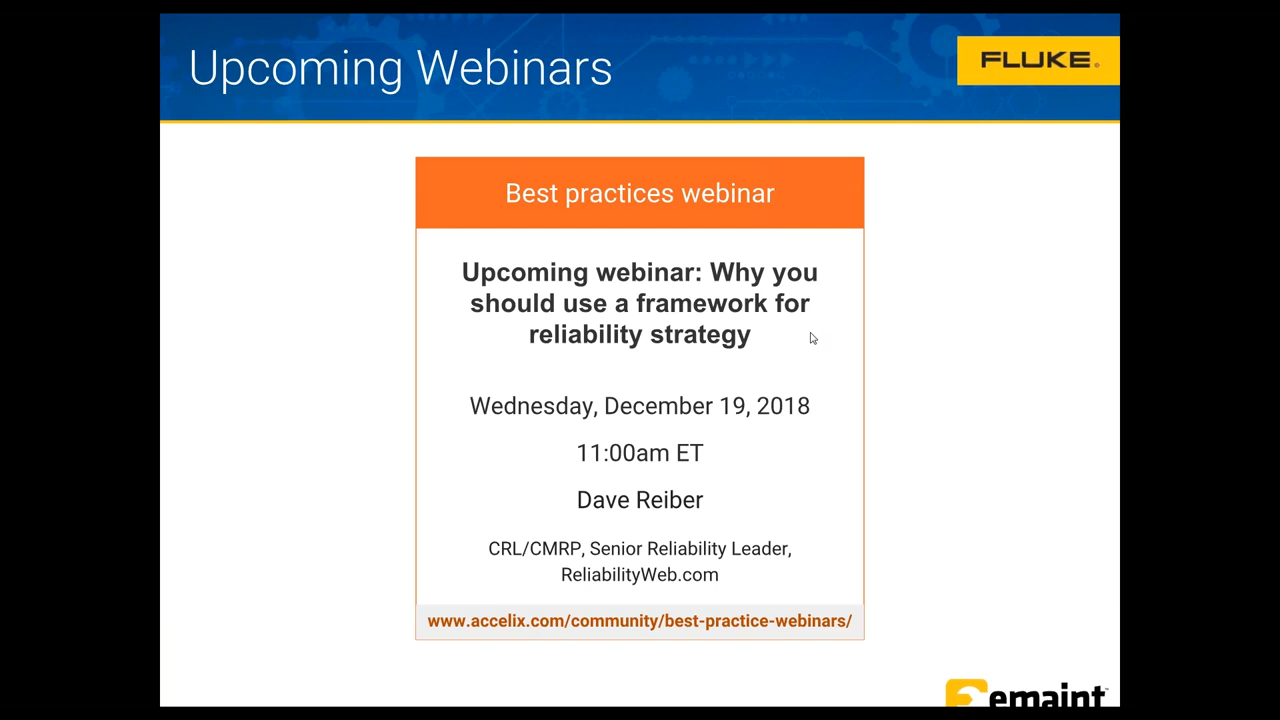 Upcoming Webinars
FLUKE®
Best practices webinar
Upcoming webinar: Why you
should use a framework for
reliability strategy
Wednesday, December 19, 2018
11:00am ET
Dave Reiber
CRL/CMRP, Senior Reliability Leader,
ReliabilityWeb.com
www.accelix.com/community/best-practice-webinars/
emaint™